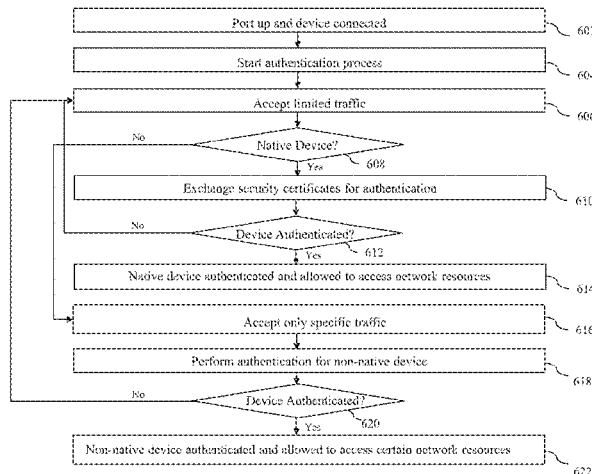 Port up and device connected
602
Start authentication process
604
Accept limited traffic
606
No
Native Device?
608
Yes
Exchange security certificates for authentication
610
No
Device Authenticated?
612
Yes
Native device authenticated and allowed to access network resources
614
Accept only specific traffic
616
Perform authentication for non-native device
618
No
Device Authenticated?
620
Yes
Non-native device authenticated and allowed to access certain network resources
622